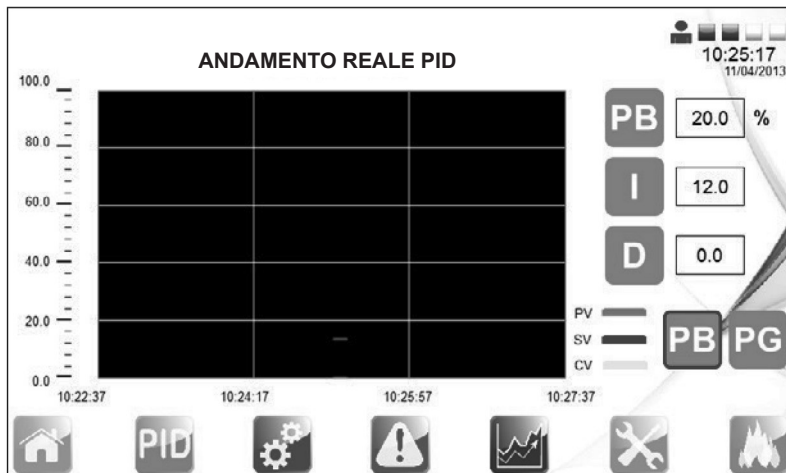 10:25:17
11/04/2013
ANDAMENTO REALE PID
100.0
80.0
60.0
40.0
20.0
0.0
10:22:37
10:24:17
10:25:57
10:27:37
PB 20.0 %
I 12.0
D 0.0
PV
SV
CV
PB PG
PID